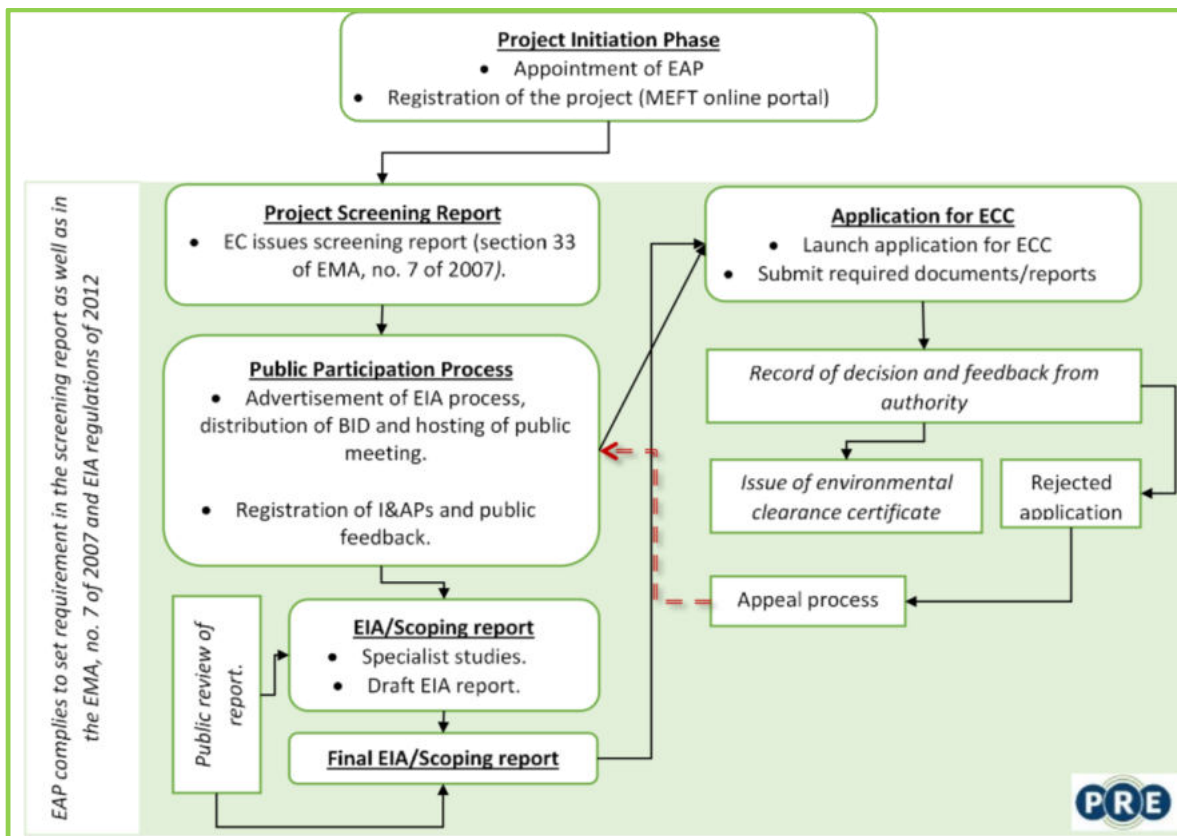 Project Initiation Phase
• Appointment of EAP
• Registration of the project (MEFT online portal)
EAP complies to set requirement in the screening report as well as in
the EMA, no. 7 of 2007 and EIA regulations of 2012
Project Screening Report
• EC issues screening report (section 33
of EMA, no. 7 of 2007).
Public Participation Process
• Advertisement of EIA process,
distribution of BID and hosting of public
meeting.
• Registration of I&APs and public
feedback.
Public review of
report.
EIA/Scoping report
• Specialist studies.
• Draft EIA report.
Final EIA/Scoping report
Application for ECC
• Launch application for ECC
• Submit required documents/reports
Record of decision and feedback from
authority
Issue of environmental
clearance certificate
Rejected
application
Appeal process
PRE